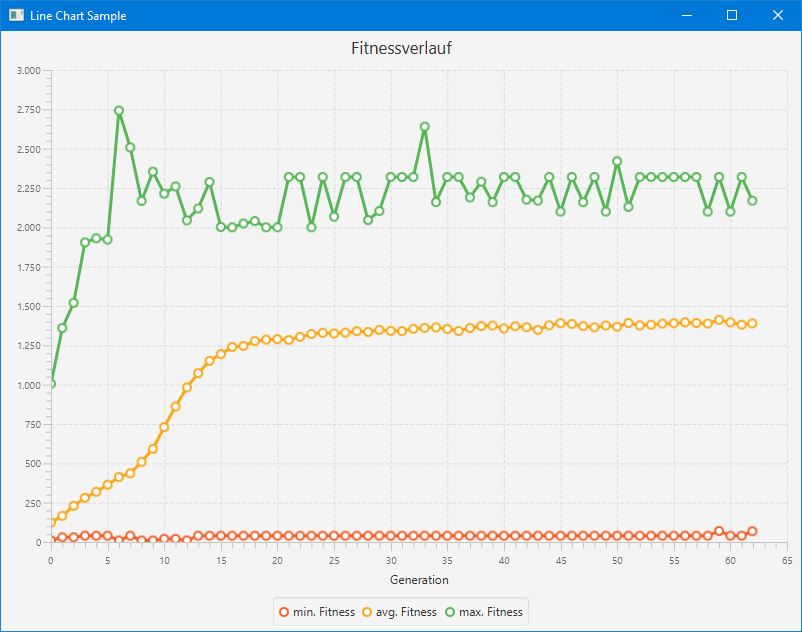 Line Chart Sample
Fitnessverlauf
3.000
2.750
2.500
2.250
2.000
1.750
1.500
1.250
1.000
750
500
250
0
0 5 10 15 20 25 30 35 40 45 50 55 60 65
Generation
min. Fitness avg. Fitness max. Fitness